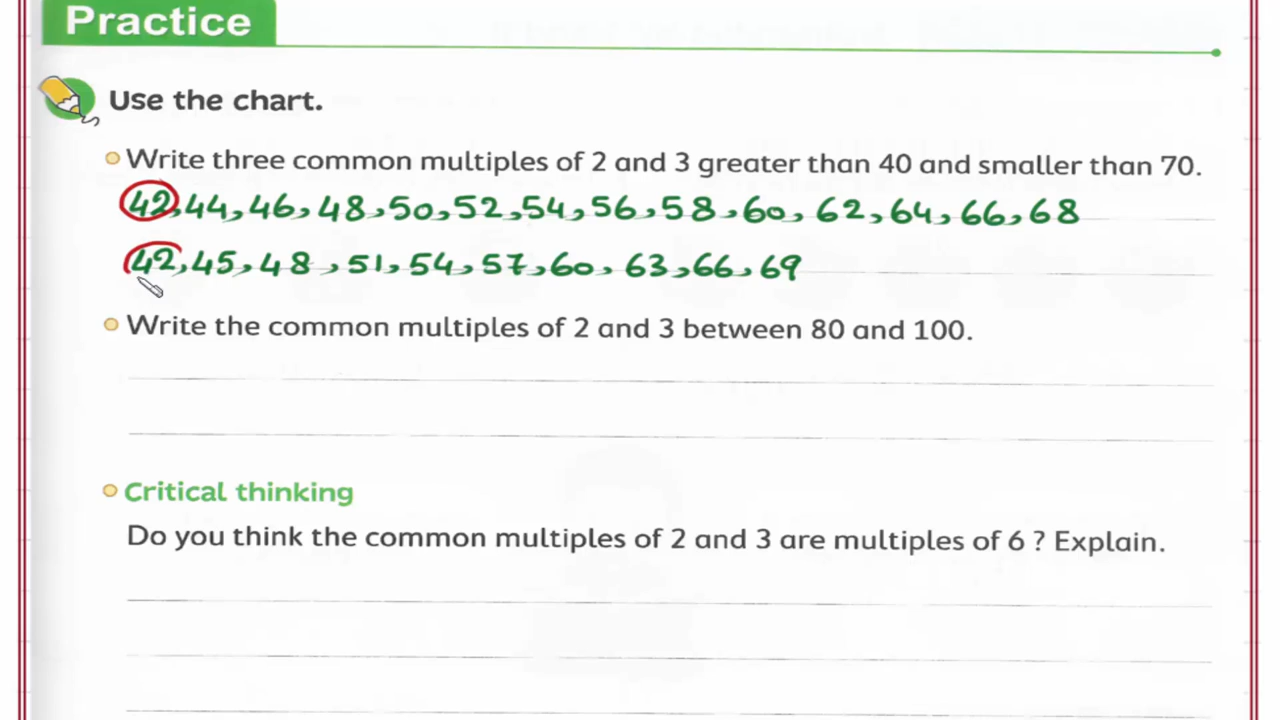 Practice
Use the chart.
Write three common multiples of 2 and 3 greater than 40 and smaller than 70.
42, 44, 46, 48, 50, 52, 54, 56, 58, 60, 62, 64, 66, 68
42, 45, 48, 51, 54, 57, 60, 63, 66, 69
Write the common multiples of 2 and 3 between 80 and 100.
Critical thinking
Do you think the common multiples of 2 and 3 are multiples of 6 ? Explain.